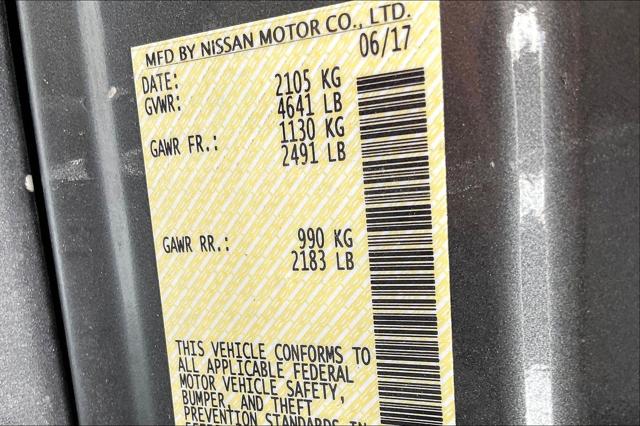 MFD BY NISSAN MOTOR CO., LTD.
DATE: 06/17
GVWR: 2105 KG
4641 LB
GAWR FR.: 1130 KG
2491 LB
GAWR RR.: 990 KG
2183 LB
THIS VEHICLE CONFORMS TO
ALL APPLICABLE FEDERAL
MOTOR VEHICLE SAFETY,
BUMPER, AND THEFT
PREVENTION STANDARDS IN